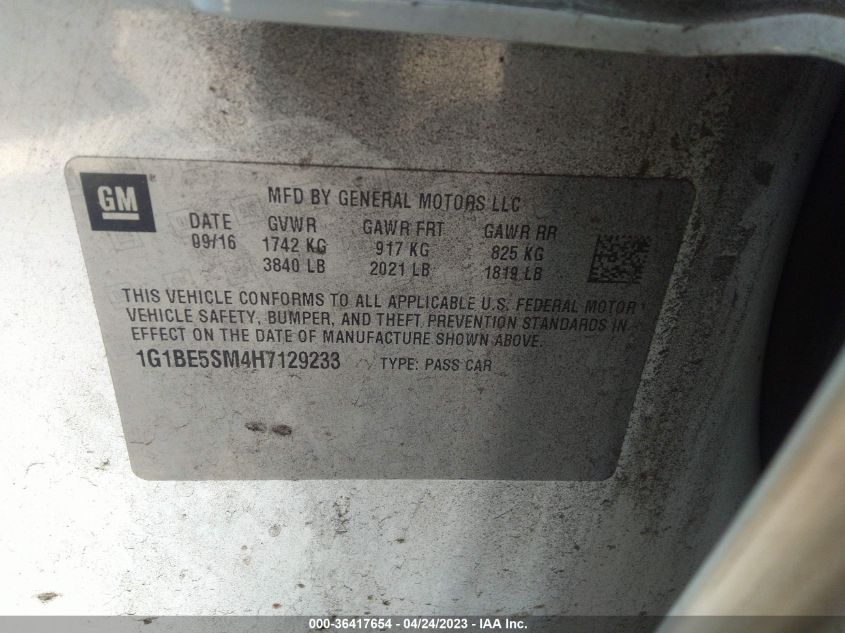 GM
MFD BY GENERAL MOTORS LLC
DATE GVWR GAWR FRT GAWR RR
09/16 1742 KG 917 KG 825 KG
3840 LB 2021 LB 1819 LB
THIS VEHICLE CONFORMS TO ALL APPLICABLE U.S. FEDERAL MOTOR
VEHICLE SAFETY, BUMPER, AND THEFT PREVENTION STANDARDS IN
EFFECT ON THE DATE OF MANUFACTURE SHOWN ABOVE.
1G1BE5SM4H7129233 TYPE: PASS CAR
000-36417654 - 04/24/2023 - IAA Inc.